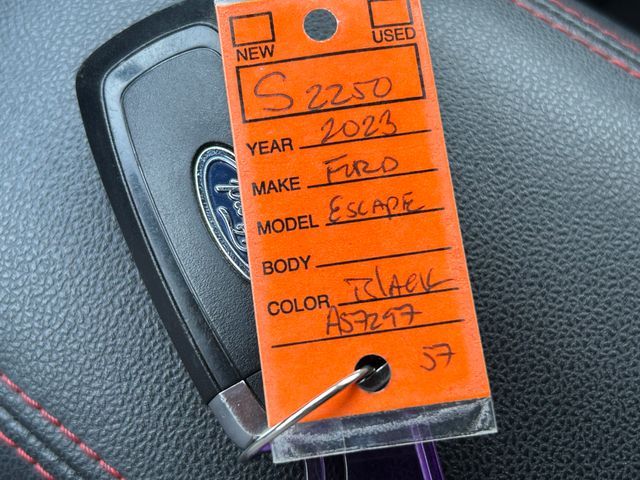 NEW USED
S2250
YEAR 2023
MAKE FORD
MODEL ESCAPE
BODY
COLOR BlACK
A57297
57